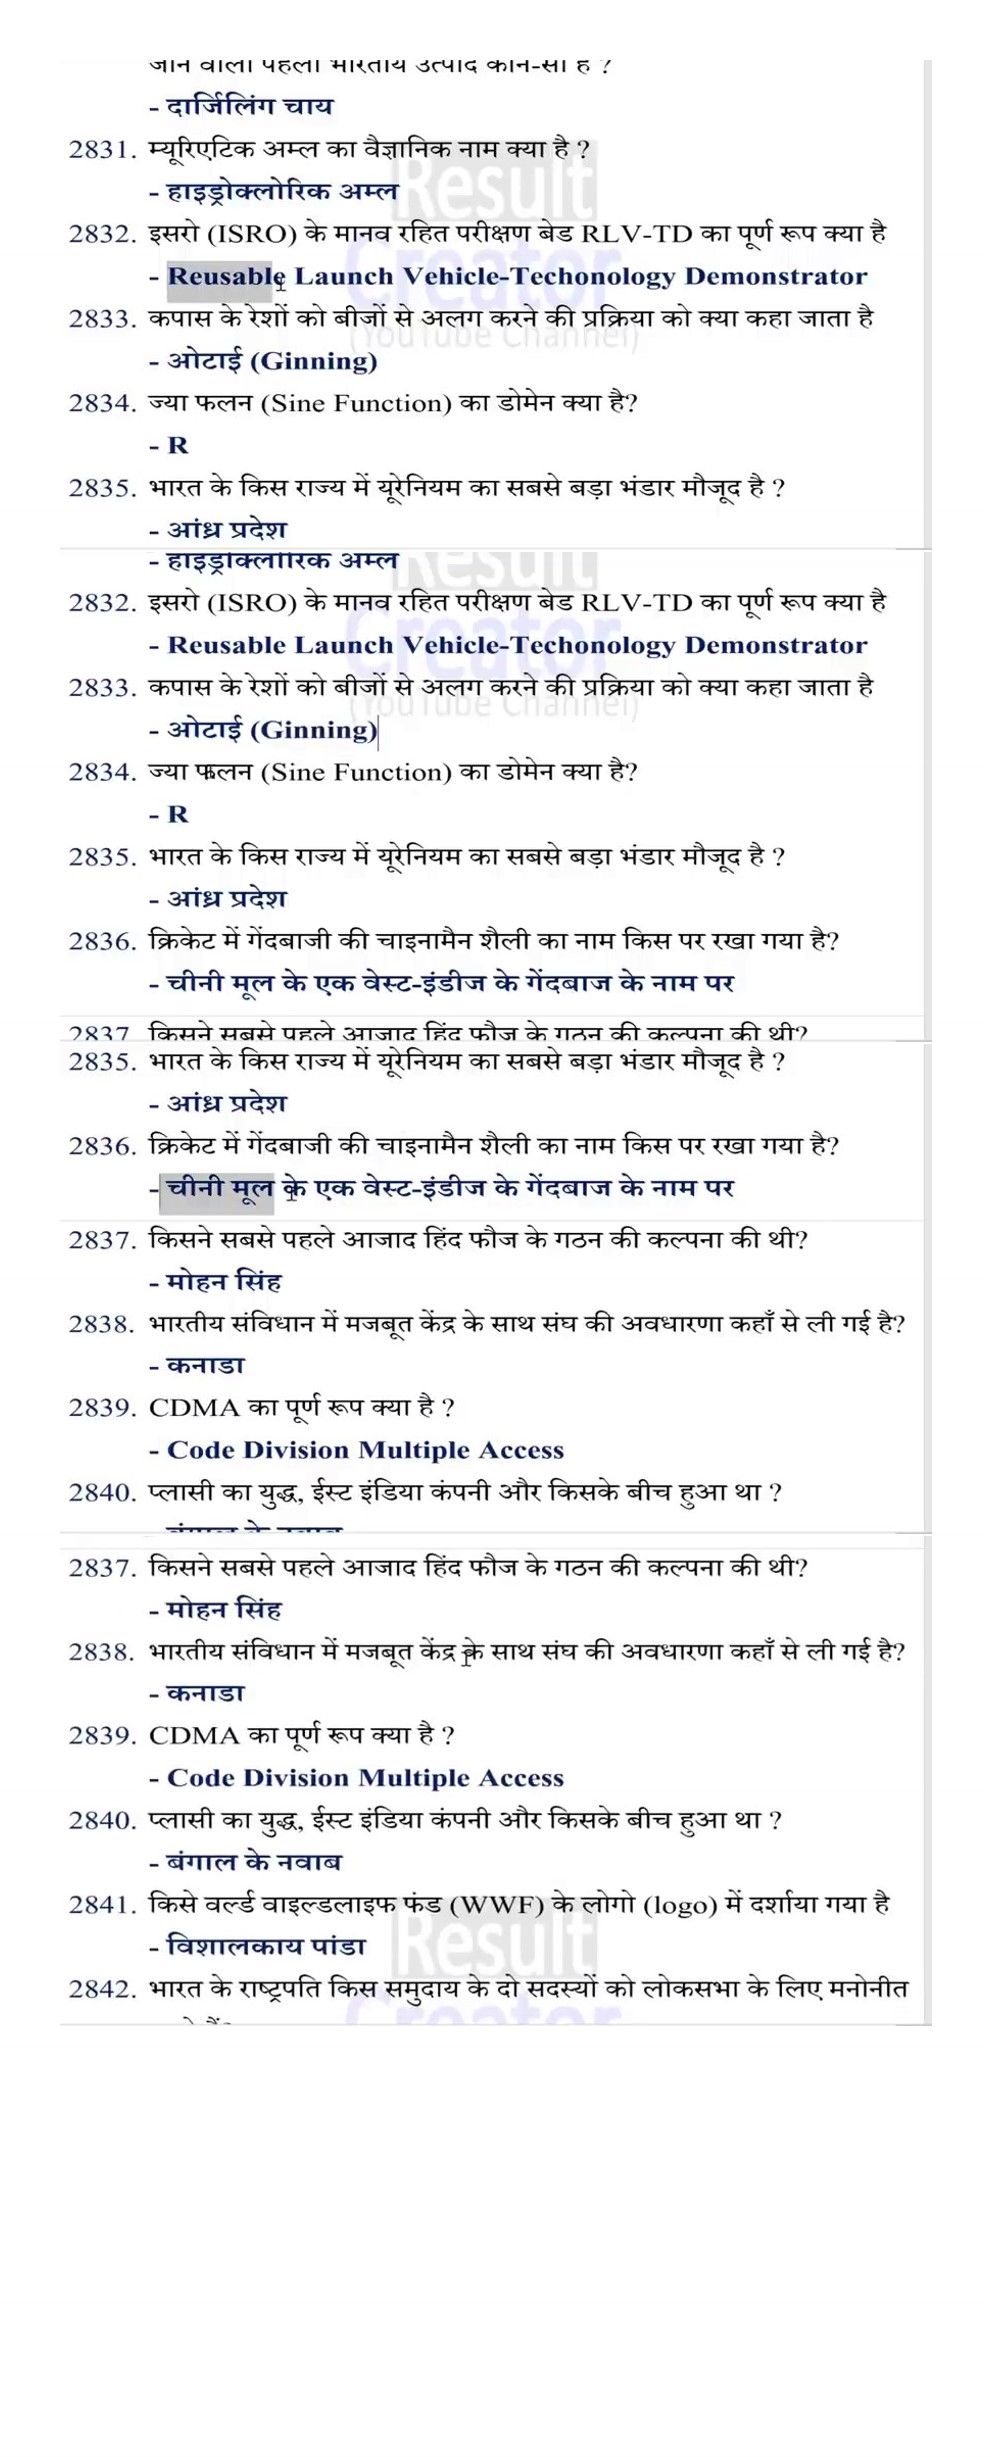 जाने वाला पहला भारतीय उत्पाद कौन-सा है ?
- दार्जिलिंग चाय
2831. म्यूरिएटिक अम्ल का वैज्ञानिक नाम क्या है ?
- हाइड्रोक्लोरिक अम्ल
2832. इसरो (ISRO) के मानव रहित परीक्षण बेड RLV-TD का पूर्ण रूप क्या है
- Reusable Launch Vehicle-Techonology Demonstrator
2833. कपास के रेशों को बीजों से अलग करने की प्रक्रिया को क्या कहा जाता है
- ओटाई (Ginning)
2834. ज्या फलन (Sine Function) का डोमेन क्या है?
- R
2835. भारत के किस राज्य में यूरेनियम का सबसे बड़ा भंडार मौजूद है ?
- आंध्र प्रदेश
Result
Creator
(YouTube Channel)
- हाइड्रोक्लोरिक अम्ल
2832. इसरो (ISRO) के मानव रहित परीक्षण बेड RLV-TD का पूर्ण रूप क्या है
- Reusable Launch Vehicle-Techonology Demonstrator
2833. कपास के रेशों को बीजों से अलग करने की प्रक्रिया को क्या कहा जाता है
- ओटाई (Ginning)
2834. ज्या फलन (Sine Function) का डोमेन क्या है?
- R
2835. भारत के किस राज्य में यूरेनियम का सबसे बड़ा भंडार मौजूद है ?
- आंध्र प्रदेश
2836. क्रिकेट में गेंदबाजी की चाइनामैन शैली का नाम किस पर रखा गया है?
- चीनी मूल के एक वेस्ट-इंडीज के गेंदबाज के नाम पर
2837 किसने सबसे पहले आजाद हिंद फौज के गठन की कल्पना की थी?
Result
Creator
(YouTube Channel)
2835. भारत के किस राज्य में यूरेनियम का सबसे बड़ा भंडार मौजूद है ?
- आंध्र प्रदेश
2836. क्रिकेट में गेंदबाजी की चाइनामैन शैली का नाम किस पर रखा गया है?
- चीनी मूल के एक वेस्ट-इंडीज के गेंदबाज के नाम पर
2837. किसने सबसे पहले आजाद हिंद फौज के गठन की कल्पना की थी?
- मोहन सिंह
2838. भारतीय संविधान में मजबूत केंद्र के साथ संघ की अवधारणा कहाँ से ली गई है?
- कनाडा
2839. CDMA का पूर्ण रूप क्या है ?
- Code Division Multiple Access
2840. प्लासी का युद्ध, ईस्ट इंडिया कंपनी और किसके बीच हुआ था ?
2837. किसने सबसे पहले आजाद हिंद फौज के गठन की कल्पना की थी?
- मोहन सिंह
2838. भारतीय संविधान में मजबूत केंद्र के साथ संघ की अवधारणा कहाँ से ली गई है?
- कनाडा
2839. CDMA का पूर्ण रूप क्या है ?
- Code Division Multiple Access
2840. प्लासी का युद्ध, ईस्ट इंडिया कंपनी और किसके बीच हुआ था ?
- बंगाल के नवाब
2841. किसे वर्ल्ड वाइल्डलाइफ फंड (WWF) के लोगो (logo) में दर्शाया गया है
- विशालकाय पांडा
2842. भारत के राष्ट्रपति किस समुदाय के दो सदस्यों को लोकसभा के लिए मनोनीत
Result
Creator